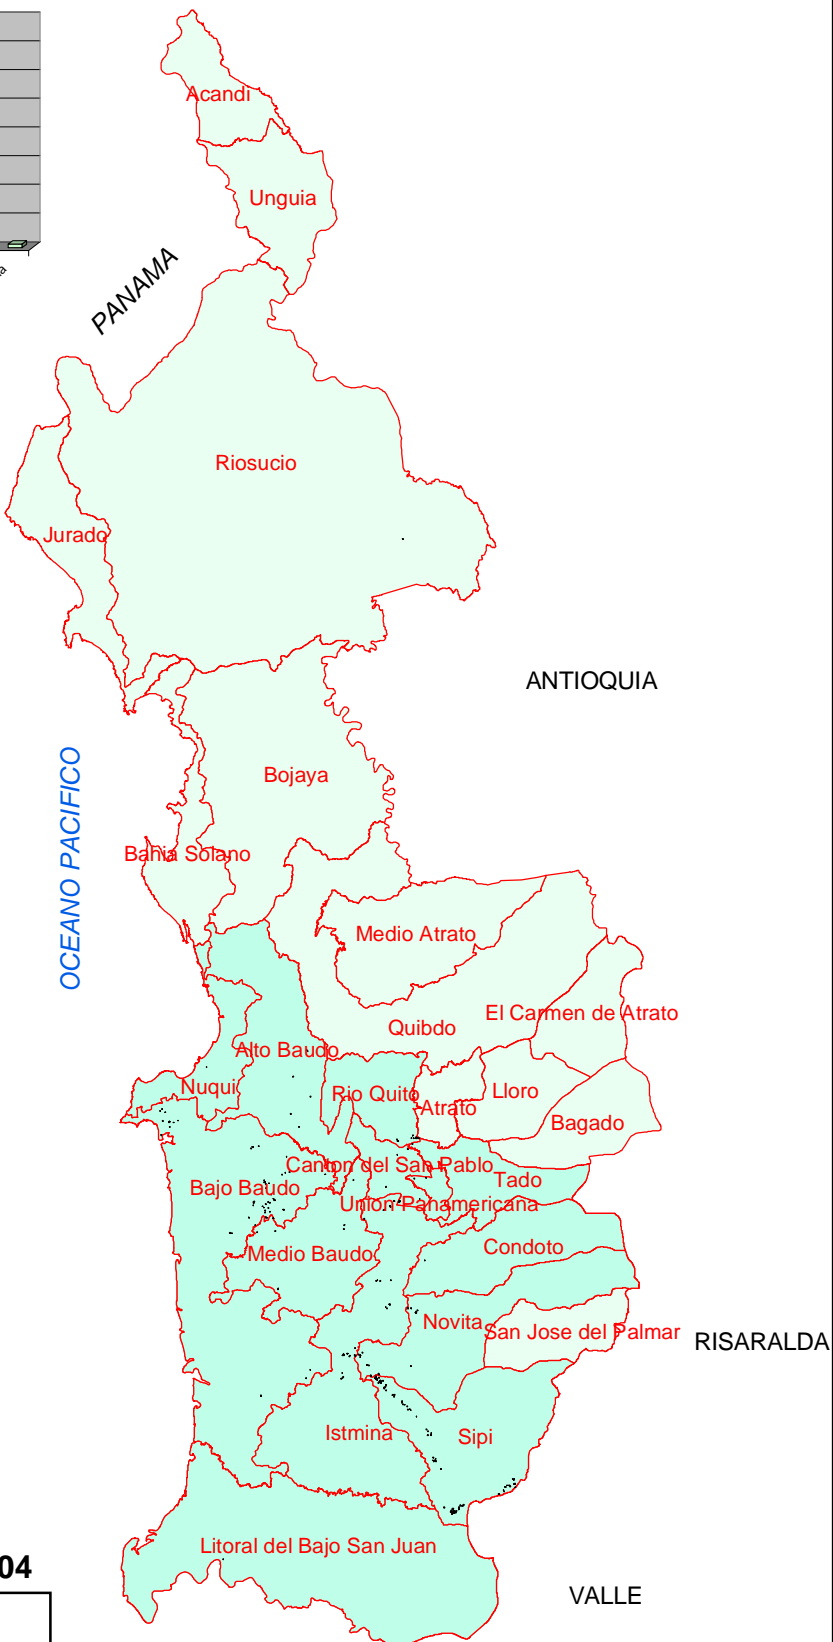 Acandi
Unguia
PANAMA
Riosucio
Jurado
ANTIOQUIA
OCEANO PACIFICO
Bojaya
Bahia Solano
Medio Atrato
El Carmen de Atrato
Quibdo
Alto Baudo
Nuqui
Rio Quito
Lloro
Atrato
Bagado
Canton del San Pablo
Tado
Bajo Baudo
Union Panamericana
Medio Baudo
Condoto
Novita
San Jose del Palmar
RISARALDA
Istmina
Sipi
Litoral del Bajo San Juan
04
VALLE